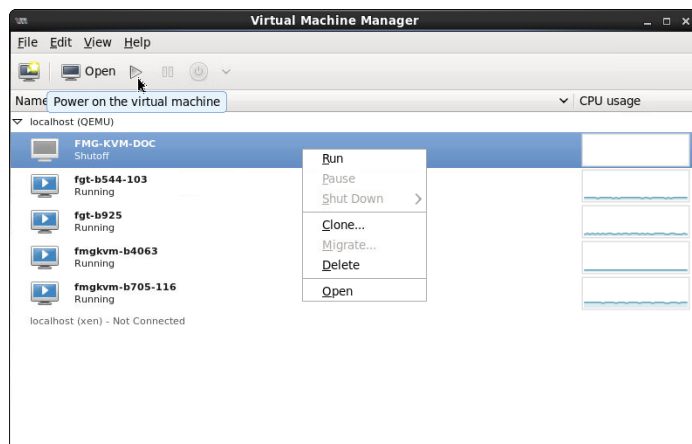 Virtual Machine Manager
File Edit View Help
Open
Name
Power on the virtual machine
CPU usage
localhost (QEMU)
FMG-KVM-DOC
Shutoff
fgt-b544-103
Running
fgt-b925
Running
fmgkvm-b4063
Running
fmgkvm-b705-116
Running
localhost (xen) - Not Connected
Run
Pause
Shut Down
Clone...
Migrate...
Delete
Open